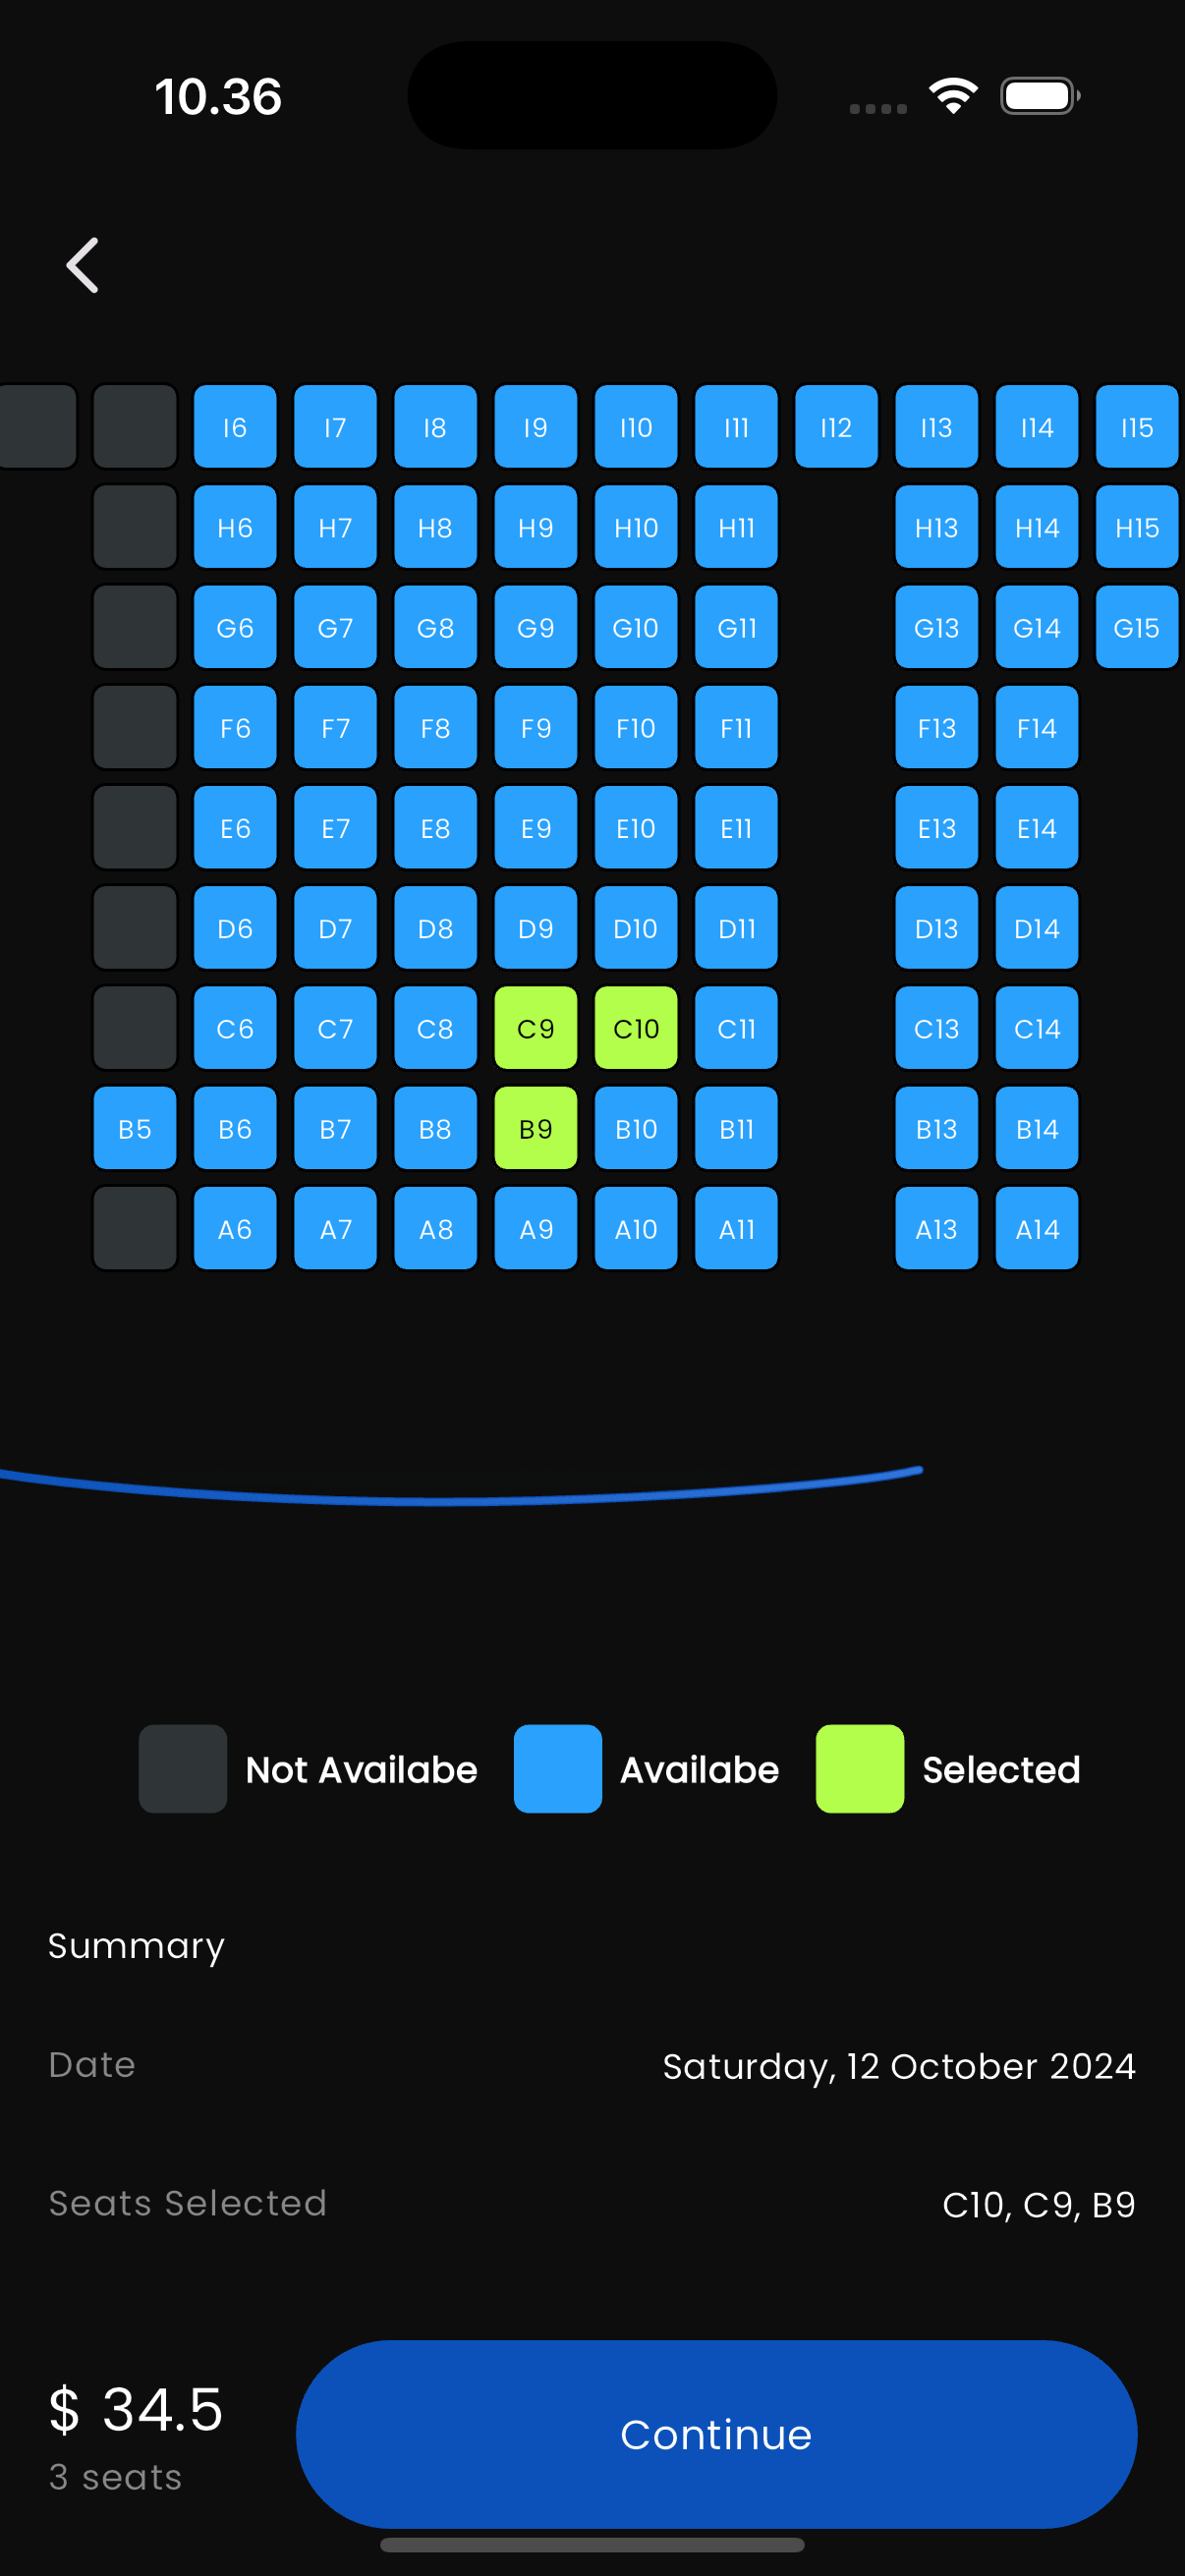 10.36
I6 I7 I8 I9 I10 I11 I12 I13 I14 I15
H6 H7 H8 H9 H10 H11 H13 H14 H15
G6 G7 G8 G9 G10 G11 G13 G14 G15
F6 F7 F8 F9 F10 F11 F13 F14
E6 E7 E8 E9 E10 E11 E13 E14
D6 D7 D8 D9 D10 D11 D13 D14
C6 C7 C8 C9 C10 C11 C13 C14
B5 B6 B7 B8 B9 B10 B11 B13 B14
A6 A7 A8 A9 A10 A11 A13 A14
Not Availabe Availabe Selected
Summary
Date Saturday, 12 October 2024
Seats Selected C10, C9, B9
$ 34.5
Continue
3 seats